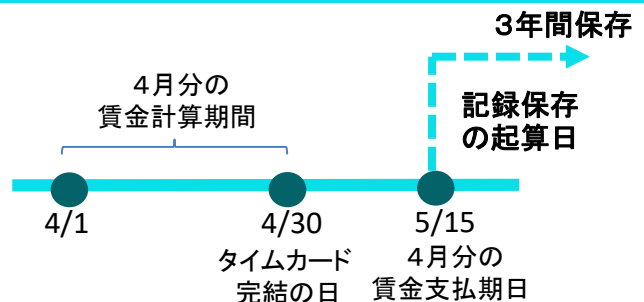 ３年間保存
４月分の
賃金計算期間
記録保存
の起算日
4/1
4/30
5/15
タイムカード
完結の日
４月分の
賃金支払期日